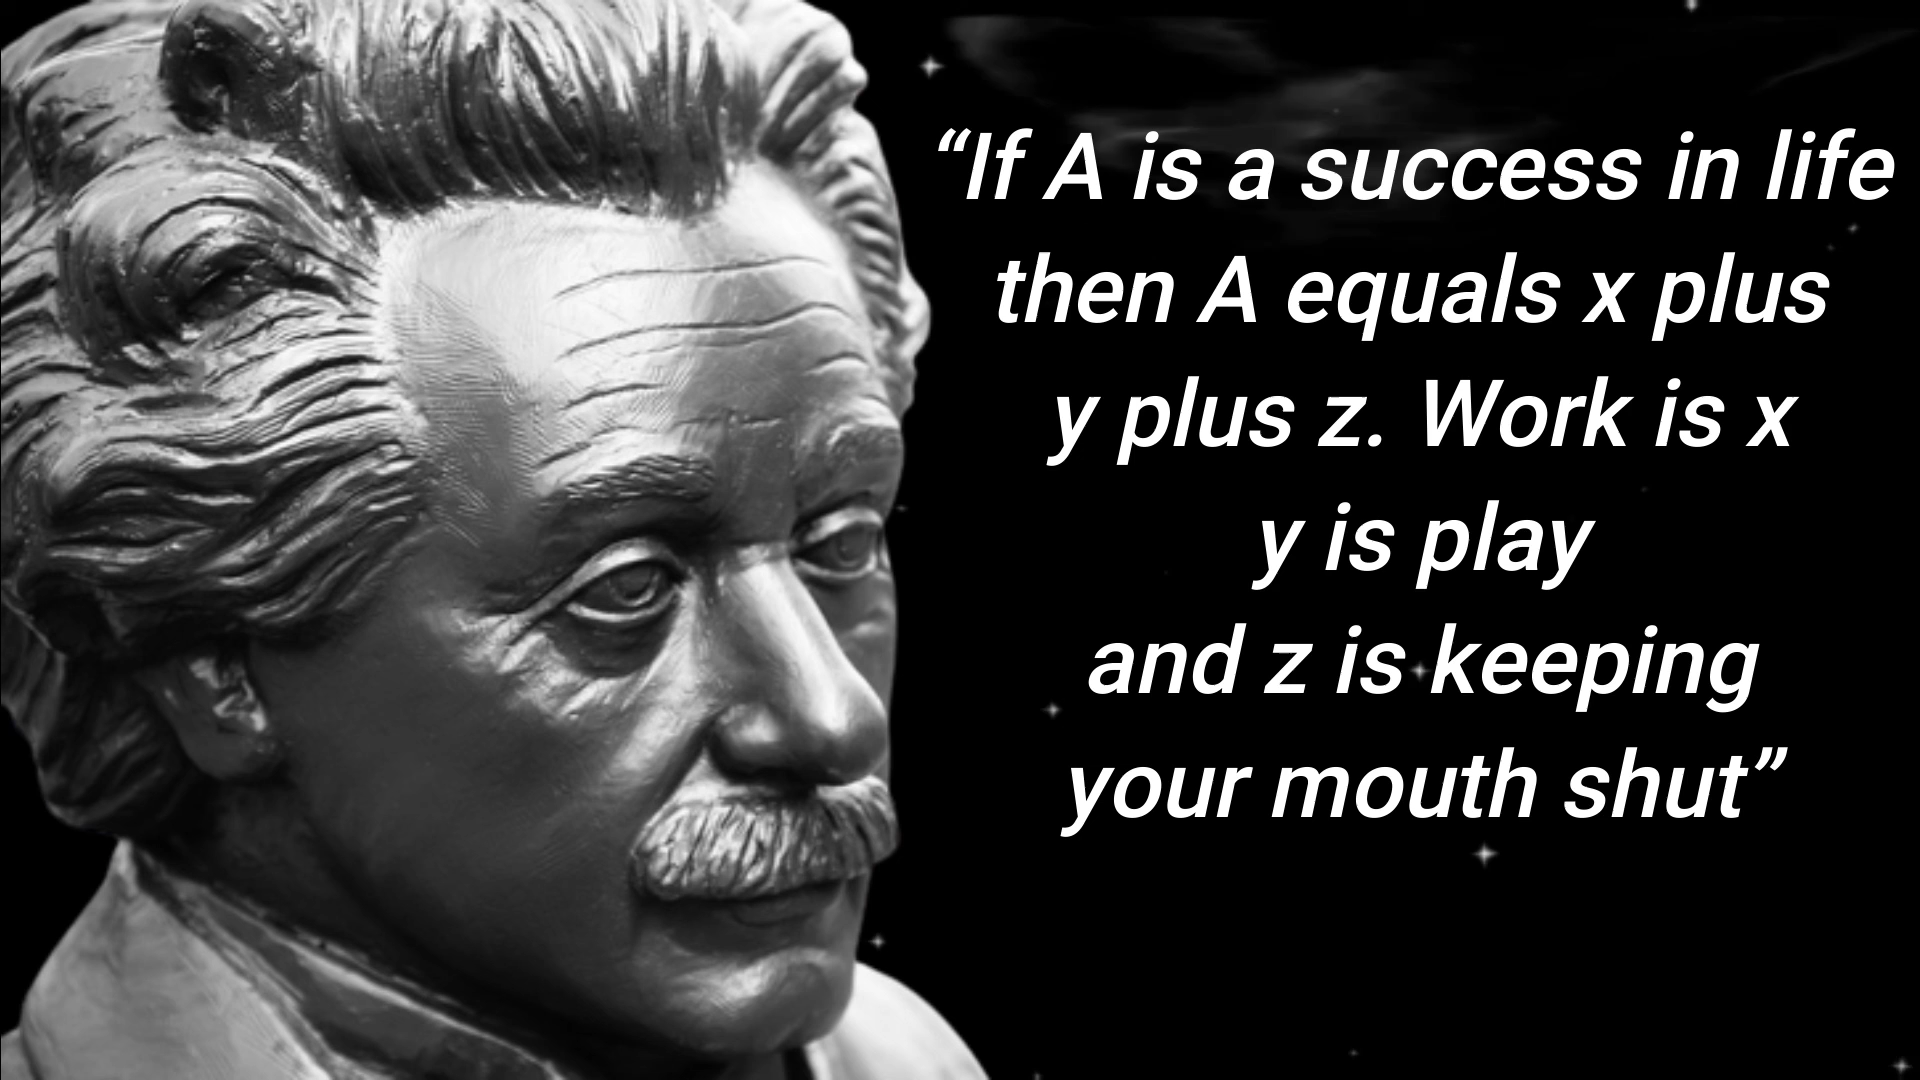 “If A is a success in life
then A equals x plus
y plus z. Work is x
y is play
and z is keeping
your mouth shut”